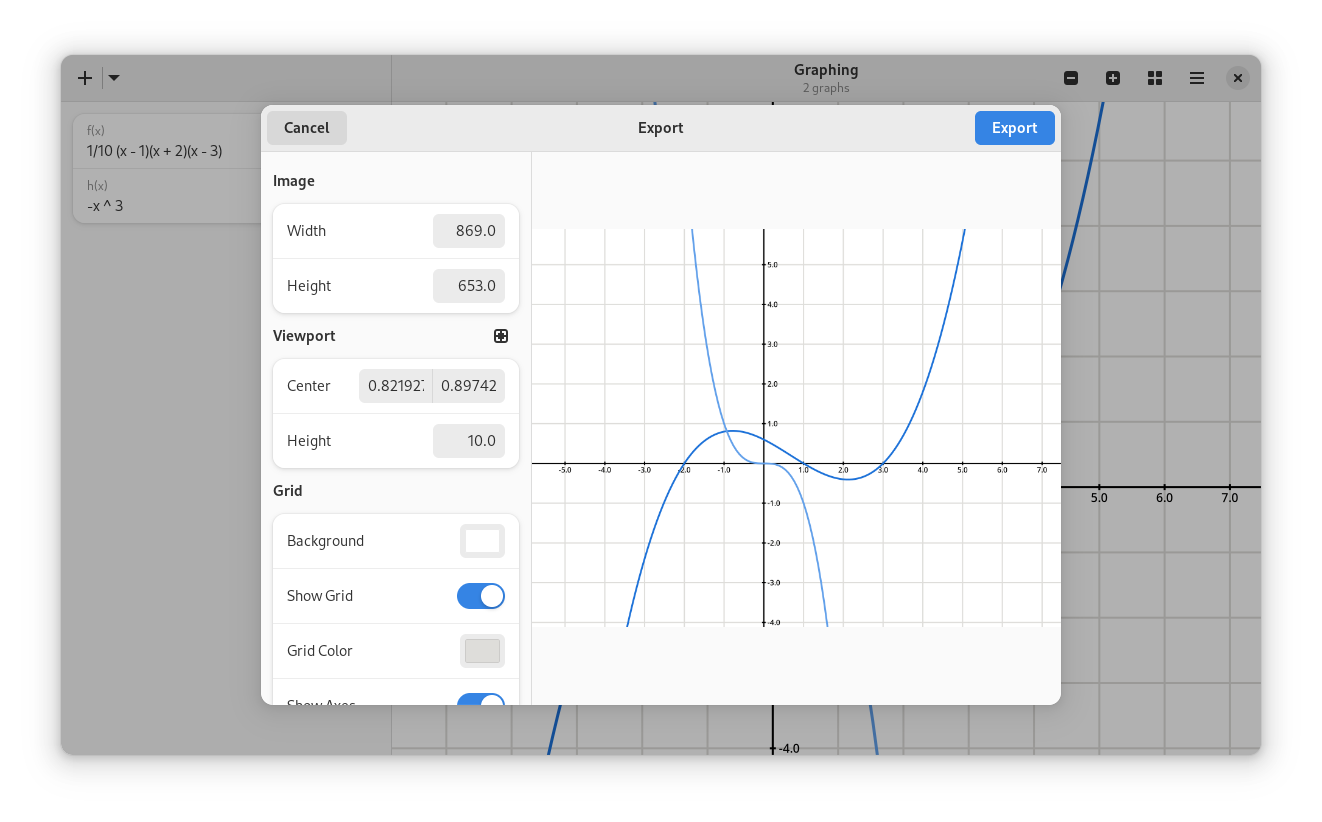 Graphing
2 graphs
f(x)
1/10 (x - 1)(x + 2)(x - 3)
h(x)
-x ^ 3
Cancel
Export
Export
Image
Width 869.0
Height 653.0
Viewport
Center 0.821927 0.89742
Height 10.0
Grid
Background
Show Grid
Grid Color
Show Axes
5.0
4.0
3.0
2.0
1.0
-5.0 -4.0 -3.0 -2.0 -1.0 1.0 2.0 3.0 4.0 5.0 6.0 7.0
-1.0
-2.0
-3.0
-4.0
5.0 6.0 7.0
-4.0